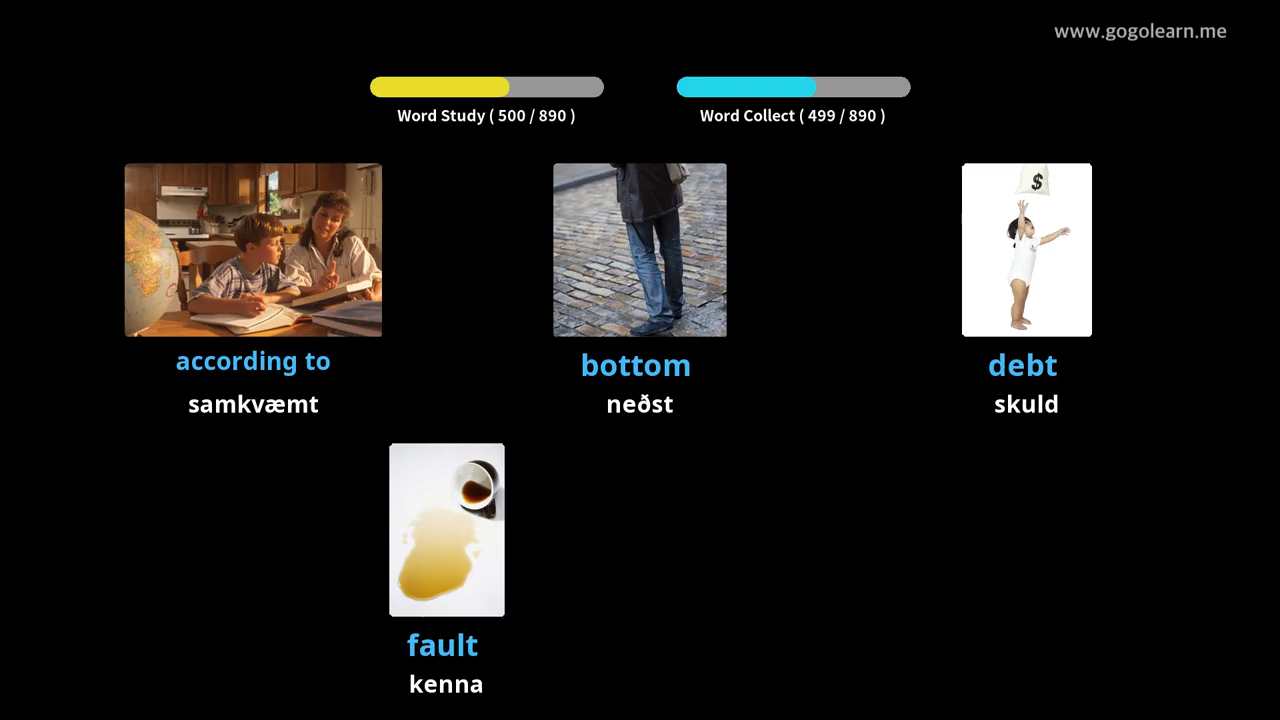 www.gogolearn.me
Word Study ( 500 / 890 )
Word Collect ( 499 / 890 )
$
according to
samkvæmt
bottom
neðst
debt
skuld
fault
kenna